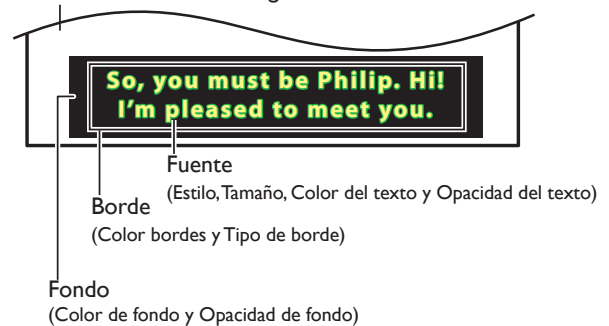 So, you must be Philip. Hi!
I'm pleased to meet you.
Fuente
(Estilo, Tamaño, Color del texto y Opacidad del texto)
Borde
(Color bordes y Tipo de borde)
Fondo
(Color de fondo y Opacidad de fondo)